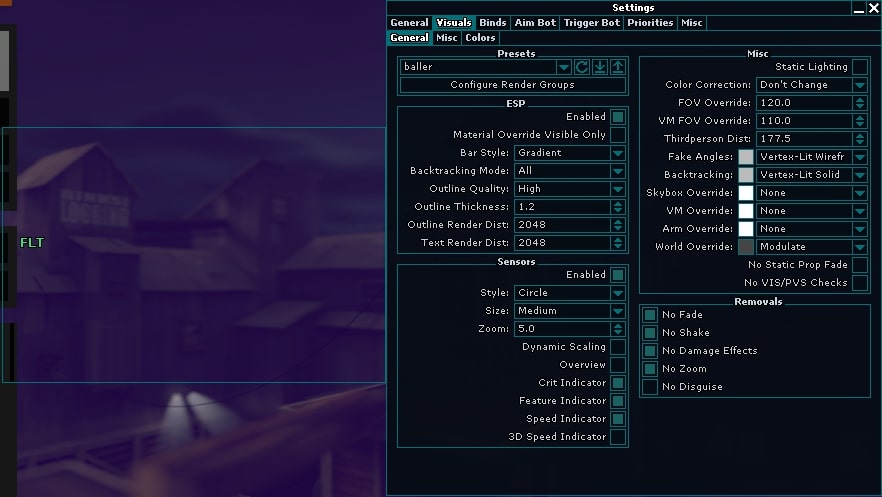 Settings
General Visuals Binds Aim Bot Trigger Bot Priorities Misc
General Misc Colors
Presets
baller
Configure Render Groups
ESP
Enabled
Material Override Visible Only
Bar Style: Gradient
Backtracking Mode: All
Outline Quality: High
Outline Thickness: 1.2
Outline Render Dist: 2048
Text Render Dist: 2048
Sensors
Enabled
Style: Circle
Size: Medium
Zoom: 5.0
Dynamic Scaling
Overview
Crit Indicator
Feature Indicator
Speed Indicator
3D Speed Indicator
Misc
Static Lighting
Color Correction: Don't Change
FOV Override: 120.0
VM FOV Override: 110.0
Thirdperson Dist: 177.5
Fake Angles: Vertex-Lit Wirefr
Backtracking: Vertex-Lit Solid
Skybox Override: None
VM Override: None
Arm Override: None
World Override: Modulate
No Static Prop Fade
No VIS/PVS Checks
Removals
No Fade
No Shake
No Damage Effects
No Zoom
No Disguise
FLT
LOGGING